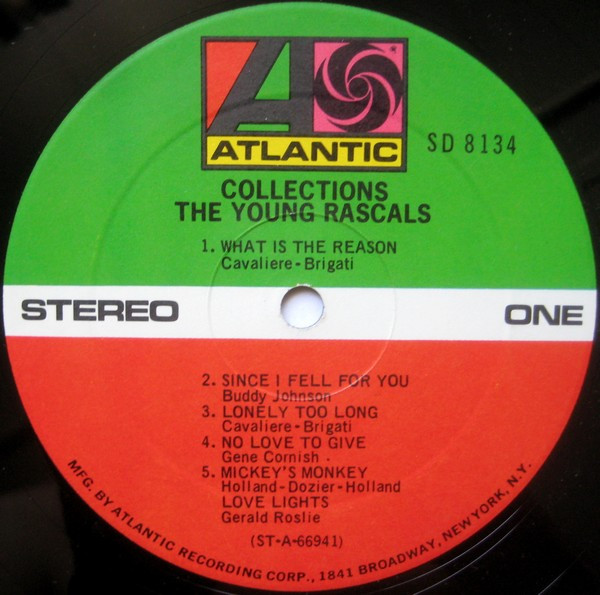 ATLANTIC
SD 8134
COLLECTIONS
THE YOUNG RASCALS
1. WHAT IS THE REASON
Cavaliere - Brigati
STEREO
ONE
2. SINCE I FELL FOR YOU
Buddy Johnson
3. LONELY TOO LONG
Cavaliere - Brigati
4. NO LOVE TO GIVE
Gene Cornish
5. MICKEY'S MONKEY
Holland - Dozier - Holland
LOVE LIGHTS
Gerald Roslie
(ST-A-66941)
MFG. BY ATLANTIC RECORDING CORP., 1841 BROADWAY, NEW YORK, N.Y.